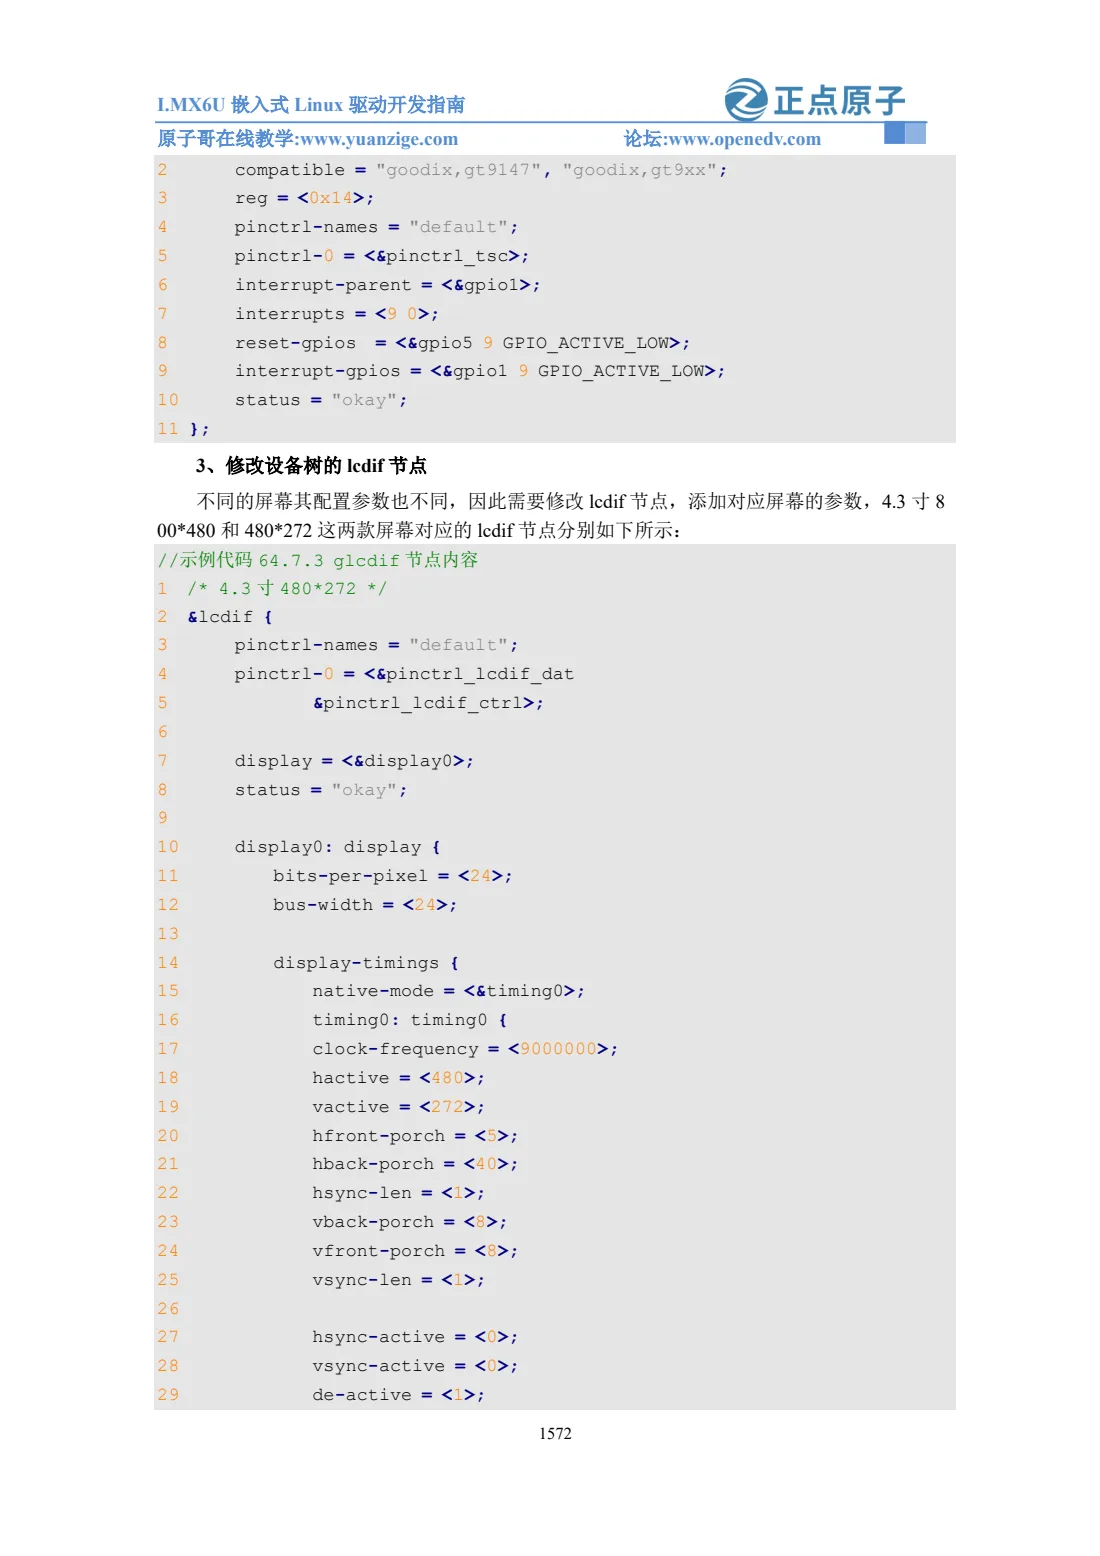 I.MX6U 嵌入式 Linux 驱动开发指南
正点原子
原子哥在线教学:www.yuanzige.com 论坛:www.openedv.com
2 compatible = "goodix,gt9147", "goodix,gt9xx";
3 reg = <0x14>;
4 pinctrl-names = "default";
5 pinctrl-0 = <&pinctrl_tsc>;
6 interrupt-parent = <&gpio1>;
7 interrupts = <9 0>;
8 reset-gpios = <&gpio5 9 GPIO_ACTIVE_LOW>;
9 interrupt-gpios = <&gpio1 9 GPIO_ACTIVE_LOW>;
10 status = "okay";
11 };
3、修改设备树的 lcdif 节点
不同的屏幕其配置参数也不同，因此需要修改 lcdif 节点，添加对应屏幕的参数，4.3 寸 8
00*480 和 480*272 这两款屏幕对应的 lcdif 节点分别如下所示：
//示例代码 64.7.3 glcdif 节点内容
1 /* 4.3 寸 480*272 */
2 &lcdif {
3 pinctrl-names = "default";
4 pinctrl-0 = <&pinctrl_lcdif_dat
5 &pinctrl_lcdif_ctrl>;
6
7 display = <&display0>;
8 status = "okay";
9
10 display0: display {
11 bits-per-pixel = <24>;
12 bus-width = <24>;
13
14 display-timings {
15 native-mode = <&timing0>;
16 timing0: timing0 {
17 clock-frequency = <9000000>;
18 hactive = <480>;
19 vactive = <272>;
20 hfront-porch = <5>;
21 hback-porch = <40>;
22 hsync-len = <1>;
23 vback-porch = <8>;
24 vfront-porch = <8>;
25 vsync-len = <1>;
26
27 hsync-active = <0>;
28 vsync-active = <0>;
29 de-active = <1>;
1572